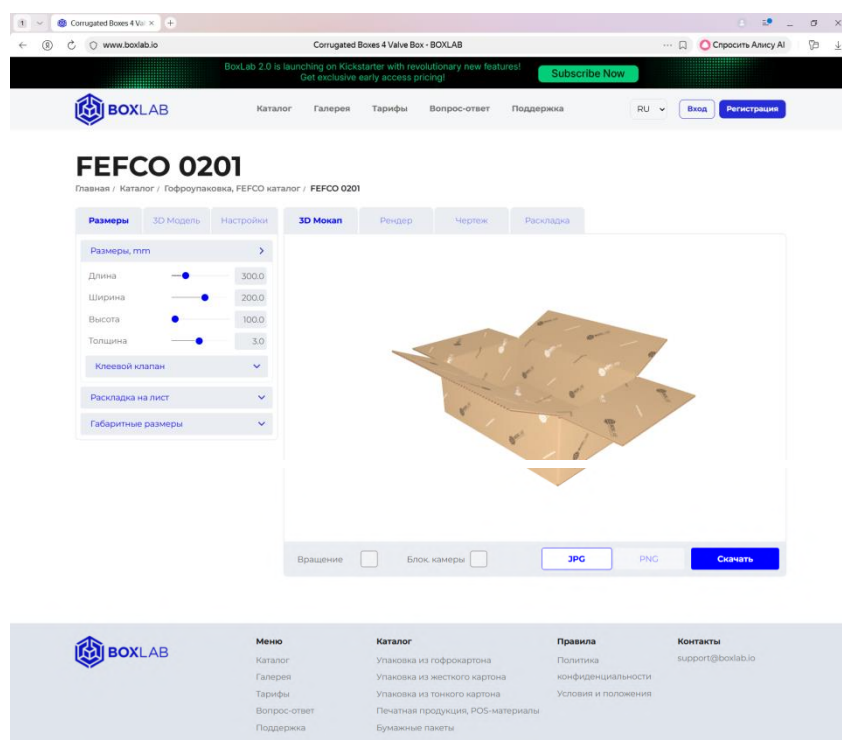 1
Corrugated Boxes 4 Val
www.boxlab.io
Corrugated Boxes 4 Valve Box - BOXLAB
Спросить Алису AI
BoxLab 2.0 is launching on Kickstarter with revolutionary new features!
Get exclusive early access pricing!
Subscribe Now
BOXLAB
Каталог
Галерея
Тарифы
Вопрос-ответ
Поддержка
RU
Вход
Регистрация
FEFCO 0201
Главная / Каталог / Гофроупаковка, FEFCO каталог / FEFCO 0201
Размеры
3D Модель
Настройки
3D Мокап
Рендер
Чертеж
Раскладка
Размеры, mm
Длина
300.0
Ширина
200.0
Высота
100.0
Толщина
3.0
Клеевой клапан
Раскладка на лист
Габаритные размеры
Вращение
Блок. камеры
JPG
PNG
Скачать
BOXLAB
Меню
Каталог
Галерея
Тарифы
Вопрос-ответ
Поддержка
Каталог
Упаковка из гофрокартона
Упаковка из жесткого картона
Упаковка из тонкого картона
Печатная продукция, POS-материалы
Бумажные пакеты
Правила
Политика
конфиденциальности
Условия и положения
Контакты
support@boxlab.io